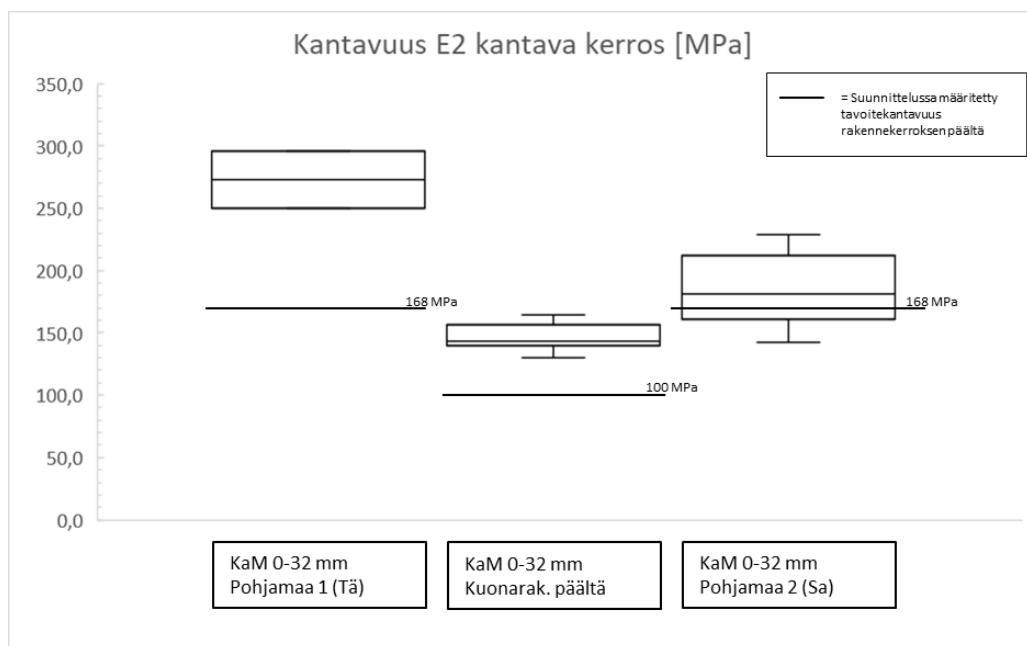 Kantavuus E2 kantava kerros [MPa]
350,0
300,0
250,0
200,0
150,0
100,0
50,0
0,0
= Suunnittelussa määritetty
tavoitekantavuus
rakennekerroksen päältä
168 MPa
100 MPa
168 MPa
KaM 0-32 mm
Pohjamaa 1 (Tä)
KaM 0-32 mm
Kuonarak. päältä
KaM 0-32 mm
Pohjamaa 2 (Sa)